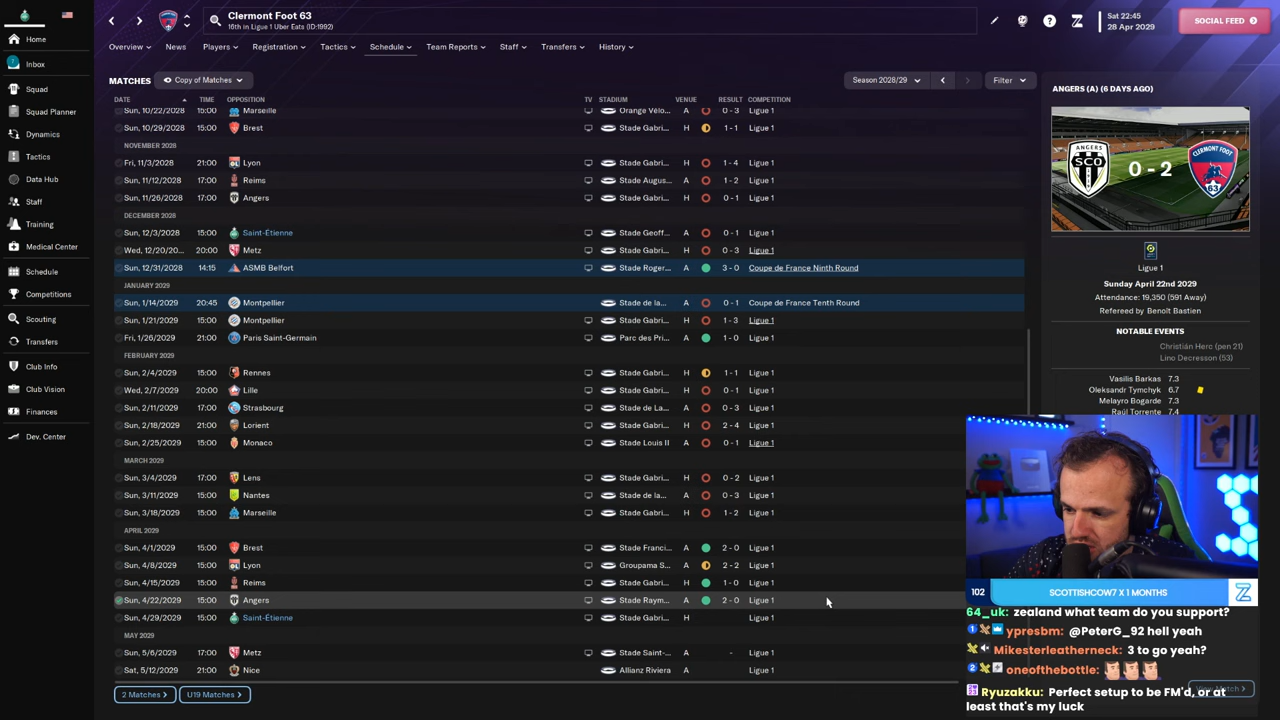 Clermont Foot 63
16th in Ligue 1 Uber Eats (ID:1992)
Sat 22:45
28 Apr 2029
SOCIAL FEED
Home
Inbox
Squad
Squad Planner
Dynamics
Tactics
Data Hub
Staff
Training
Medical Center
Schedule
Competitions
Scouting
Transfers
Club Info
Club Vision
Finances
Dev. Center
Overview News Players Registration Tactics Schedule Team Reports Staff Transfers History
MATCHES Copy of Matches Season 2028/29 Filter
DATE TIME OPPOSITION TV STADIUM VENUE RESULT COMPETITION
Sun, 10/22/2028 15:00 Marseille Orange Vélo... A 0 - 3 Ligue 1
Sun, 10/29/2028 15:00 Brest Stade Gabri... H 1 - 1 Ligue 1
NOVEMBER 2028
Fri, 11/3/2028 21:00 Lyon Stade Gabri... H 1 - 4 Ligue 1
Sun, 11/12/2028 17:00 Reims Stade Augus... A 1 - 2 Ligue 1
Sun, 11/26/2028 17:00 Angers Stade Gabri... H 0 - 1 Ligue 1
DECEMBER 2028
Sun, 12/3/2028 15:00 Saint-Étienne Stade Geoff... A 0 - 1 Ligue 1
Wed, 12/20/20... 20:00 Metz Stade Gabri... H 0 - 3 Ligue 1
Sun, 12/31/2028 14:15 ASMB Belfort Stade Roger... A 3 - 0 Coupe de France Ninth Round
JANUARY 2029
Sun, 1/14/2029 20:45 Montpellier Stade de la... A 0 - 1 Coupe de France Tenth Round
Sun, 1/21/2029 15:00 Montpellier Stade Gabri... H 1 - 3 Ligue 1
Fri, 1/26/2029 21:00 Paris Saint-Germain Parc des Pri... A 1 - 0 Ligue 1
FEBRUARY 2029
Sun, 2/4/2029 15:00 Rennes Stade Gabri... H 1 - 1 Ligue 1
Wed, 2/7/2029 20:00 Lille Stade Gabri... H 0 - 1 Ligue 1
Sun, 2/11/2029 17:00 Strasbourg Stade de La... A 0 - 3 Ligue 1
Sun, 2/18/2029 21:00 Lorient Stade Gabri... H 2 - 4 Ligue 1
Sun, 2/25/2029 15:00 Monaco Stade Louis II A 0 - 1 Ligue 1
MARCH 2029
Sun, 3/4/2029 17:00 Lens Stade Gabri... H 0 - 2 Ligue 1
Sun, 3/11/2029 15:00 Nantes Stade de la... A 0 - 3 Ligue 1
Sun, 3/18/2029 15:00 Marseille Stade Gabri... H 1 - 2 Ligue 1
APRIL 2029
Sun, 4/1/2029 15:00 Brest Stade Franci... A 2 - 0 Ligue 1
Sun, 4/8/2029 15:00 Lyon Groupama S... A 2 - 2 Ligue 1
Sun, 4/15/2029 15:00 Reims Stade Gabri... H 1 - 0 Ligue 1
Sun, 4/22/2029 15:00 Angers Stade Raym... A 2 - 0 Ligue 1
Sun, 4/29/2029 15:00 Saint-Étienne Stade Gabri... H Ligue 1
MAY 2029
Sun, 5/6/2029 17:00 Metz Stade Saint-... A - Ligue 1
Sat, 5/12/2029 21:00 Nice Allianz Riviera A Ligue 1
2 Matches U19 Matches
ANGERS (A) (6 DAYS AGO)
ANGERS SCO 0 - 2 CLERMONT FOOT 63
Ligue 1
Sunday April 22nd 2029
Attendance: 19,350 (591 Away)
Refereed by Benoît Bastien
NOTABLE EVENTS
Christián Herc (pen 21)
Lino Decresson (53)
Vasilis Barkas 7.3
Oleksandr Tymchyk 6.7
Melayro Bogarde 7.3
Raúl Torrente 7.4
102 SCOTTISHCOW7 X 1 MONTHS
64_uk: zealand what team do you support?
ypresbm: @PeterG_92 hell yeah
Mikesterleatherneck: 3 to go yeah?
oneofthebottle:
Ryuzakku: Perfect setup to be FM'd, or at
least that's my luck